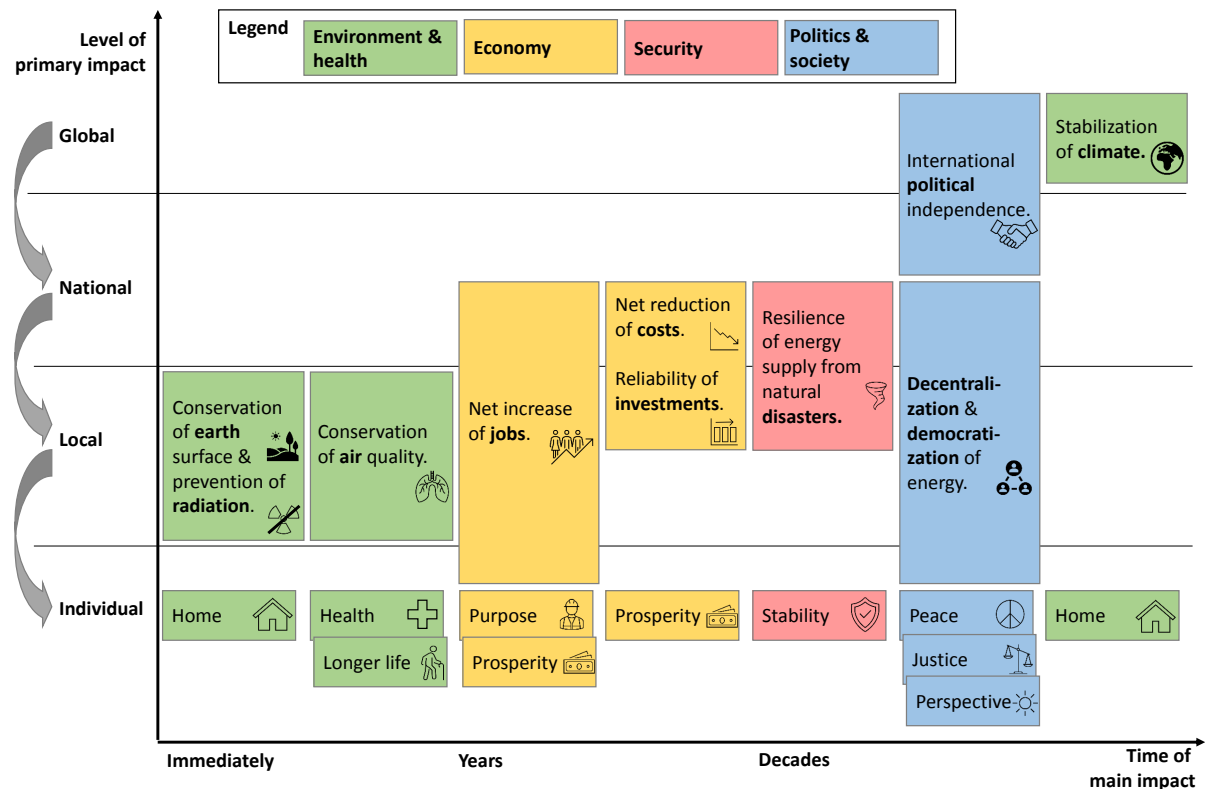 Level of
primary impact
Legend
Environment &
health
Economy
Security
Politics &
society
Global
National
Local
Individual
Conservation
of earth
surface &
prevention of
radiation.
Conservation
of air quality.
Net increase
of jobs.
Net reduction
of costs.
Reliability of
investments.
Resilience
of energy
supply from
natural
disasters.
International
political
independence.
Decentrali-
zation &
democrati-
zation of
energy.
Stabilization
of climate.
Home
Health
Longer life
Purpose
Prosperity
Prosperity
Stability
Peace
Justice
Perspective
Home
Immediately
Years
Decades
Time of
main impact